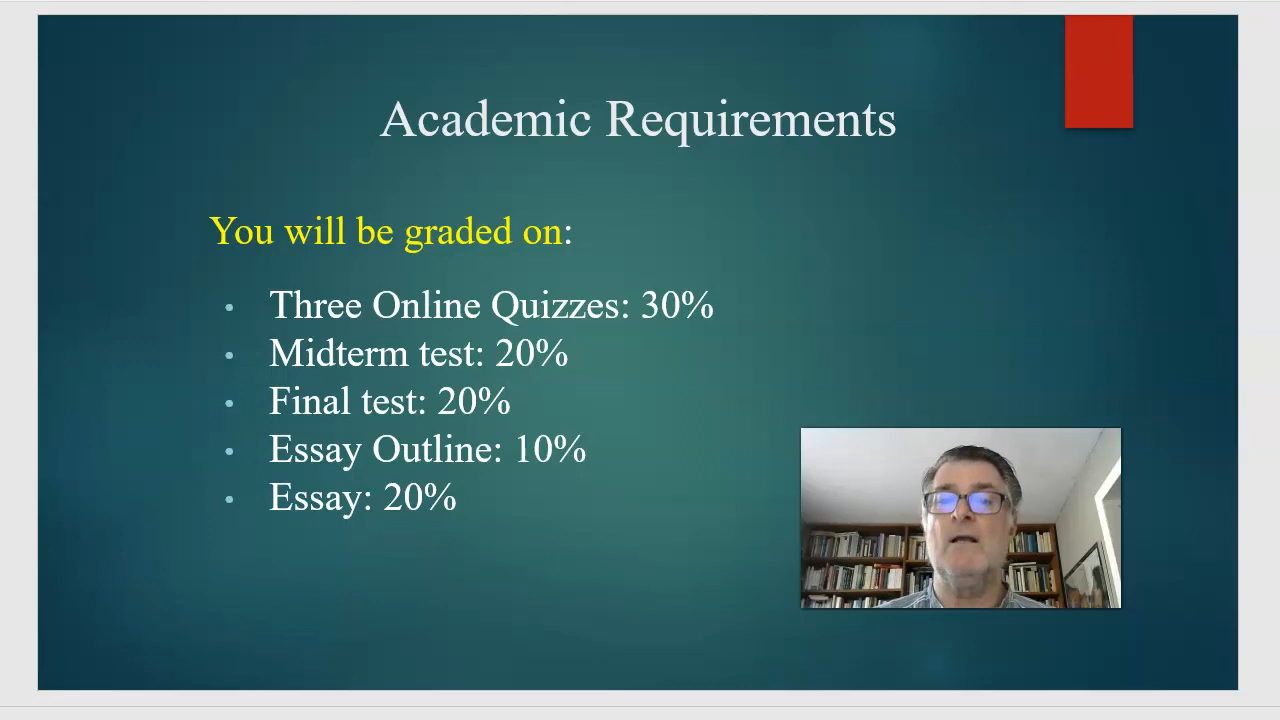 Academic Requirements
You will be graded on:
• Three Online Quizzes: 30%
• Midterm test: 20%
• Final test: 20%
• Essay Outline: 10%
• Essay: 20%